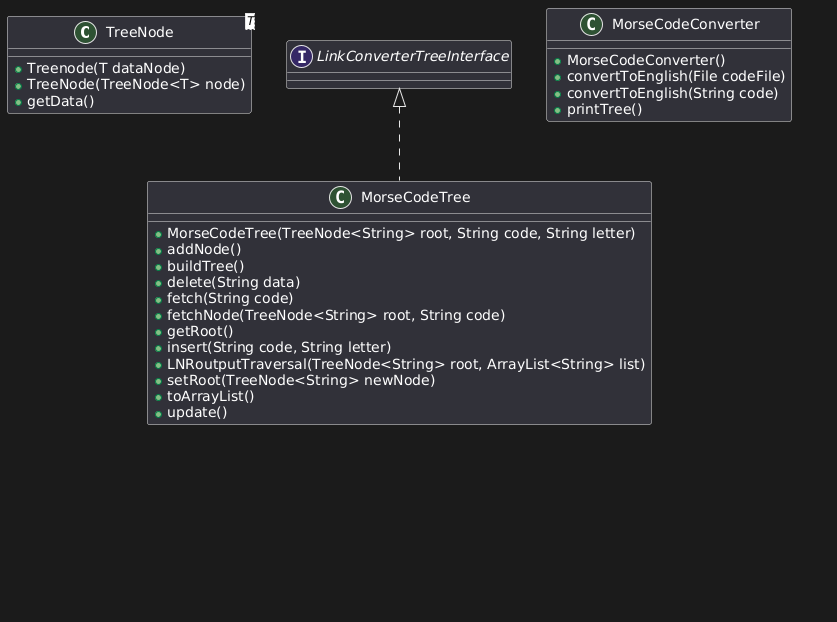 C TreeNode
T
Treenode(T dataNode)
TreeNode(TreeNode<T> node)
getData()
I LinkConverterTreeInterface
C MorseCodeConverter
MorseCodeConverter()
convertToEnglish(File codeFile)
convertToEnglish(String code)
printTree()
C MorseCodeTree
MorseCodeTree(TreeNode<String> root, String code, String letter)
addNode()
buildTree()
delete(String data)
fetch(String code)
fetchNode(TreeNode<String> root, String code)
getRoot()
insert(String code, String letter)
LNRoutputTraversal(TreeNode<String> root, ArrayList<String> list)
setRoot(TreeNode<String> newNode)
toArrayList()
update()